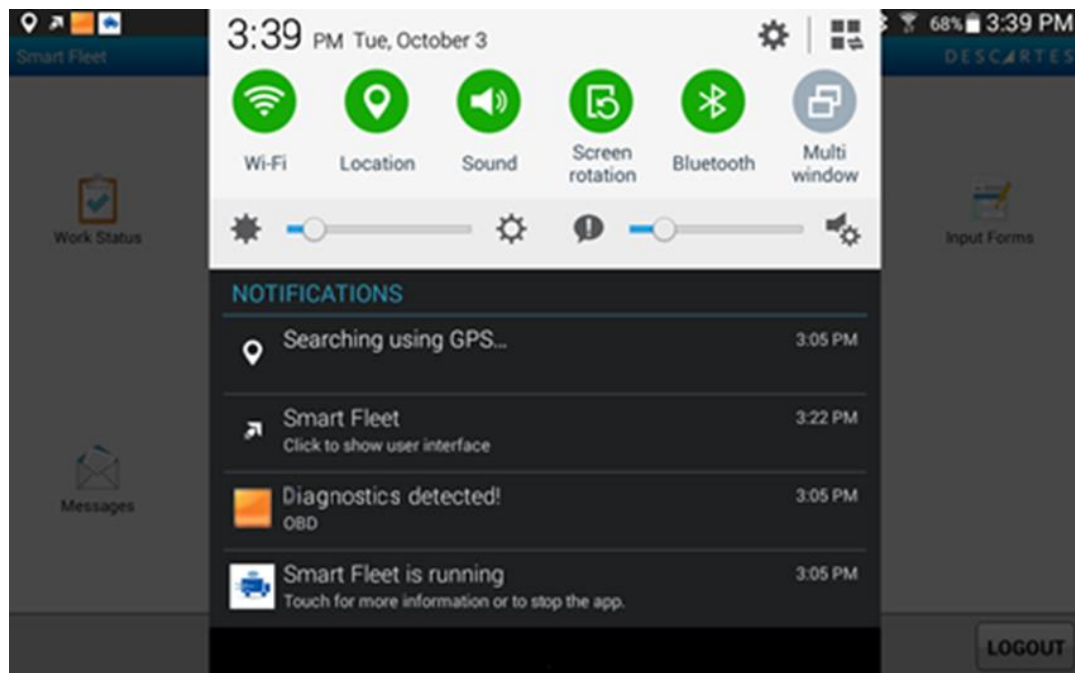 68% 3:39 PM
Smart Fleet
DESCARTES
3:39 PM Tue, October 3
Wi-Fi
Location
Sound
Screen rotation
Bluetooth
Multi window
Work Status
Input Forms
NOTIFICATIONS
Searching using GPS...
3:05 PM
Smart Fleet
3:22 PM
Click to show user interface
Messages
Diagnostics detected!
3:05 PM
OBD
Smart Fleet is running
3:05 PM
Touch for more information or to stop the app.
LOGOUT